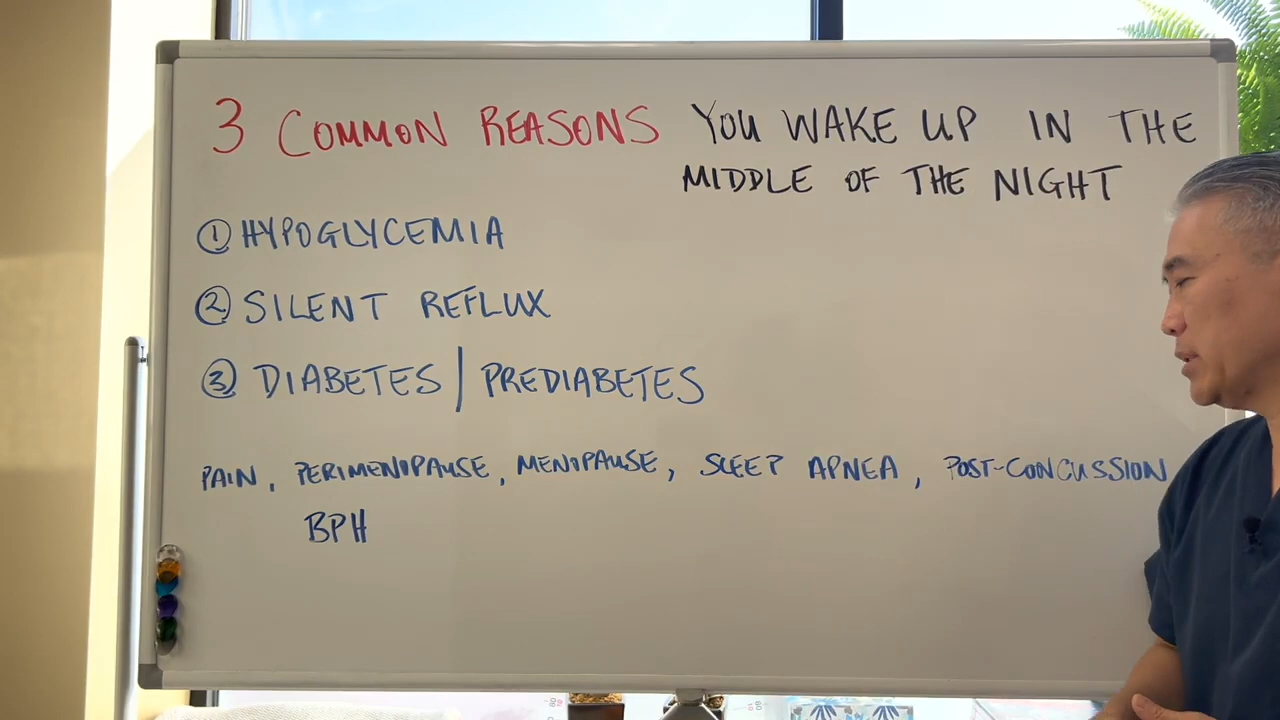 3 COMMON REASONS YOU WAKE UP IN THE
MIDDLE OF THE NIGHT
① HYPOGLYCEMIA
② SILENT REFLUX
③ DIABETES / PREDIABETES
PAIN, PERIMENOPAUSE, MENOPAUSE, SLEEP APNEA, POST-CONCUSSION
BPH